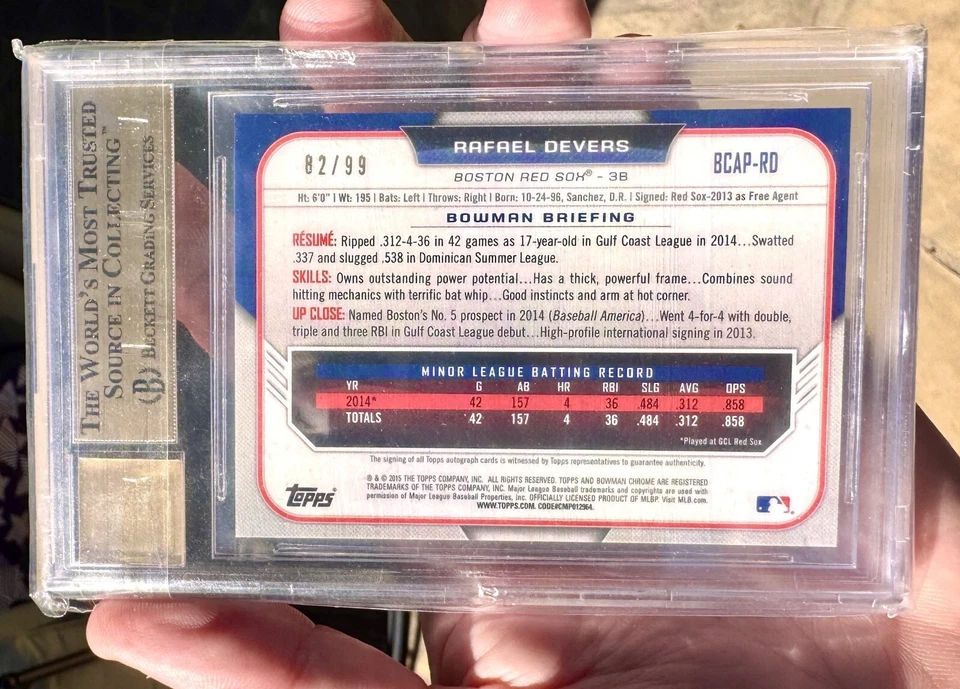 THE WORLD'S MOST TRUSTED
SOURCE IN COLLECTING™
B BECKETT GRADING SERVICES
82/99
RAFAEL DEVERS
BCAP-RD
BOSTON RED SOX® - 3B
Ht: 6'0" | Wt: 195 | Bats: Left | Throws: Right | Born: 10-24-96, Sanchez, D.R. | Signed: Red Sox-2013 as Free Agent
BOWMAN BRIEFING
RÉSUMÉ: Ripped .312-4-36 in 42 games as 17-year-old in Gulf Coast League in 2014...Swatted
.337 and slugged .538 in Dominican Summer League.
SKILLS: Owns outstanding power potential...Has a thick, powerful frame...Combines sound
hitting mechanics with terrific bat whip...Good instincts and arm at hot corner.
UP CLOSE: Named Boston's No. 5 prospect in 2014 (Baseball America)...Went 4-for-4 with double,
triple and three RBI in Gulf Coast League debut...High-profile international signing in 2013.
MINOR LEAGUE BATTING RECORD
YR G AB HR RBI SLG AVG OPS
2014* 42 157 4 36 .484 .312 .858
TOTALS 42 157 4 36 .484 .312 .858
*Played at GCL Red Sox
The signing of all Topps autograph cards is witnessed by Topps representatives to guarantee authenticity.
® & © 2015 THE TOPPS COMPANY, INC. ALL RIGHTS RESERVED. TOPPS AND BOWMAN CHROME ARE REGISTERED
TRADEMARKS OF THE TOPPS COMPANY, INC. Major League Baseball trademarks and copyrights are used with
permission of Major League Baseball Properties, Inc. OFFICIALLY LICENSED PRODUCT OF MLBP. Visit MLB.com.
WWW.TOPPS.COM. CODE#CMP012964.
TOPPS